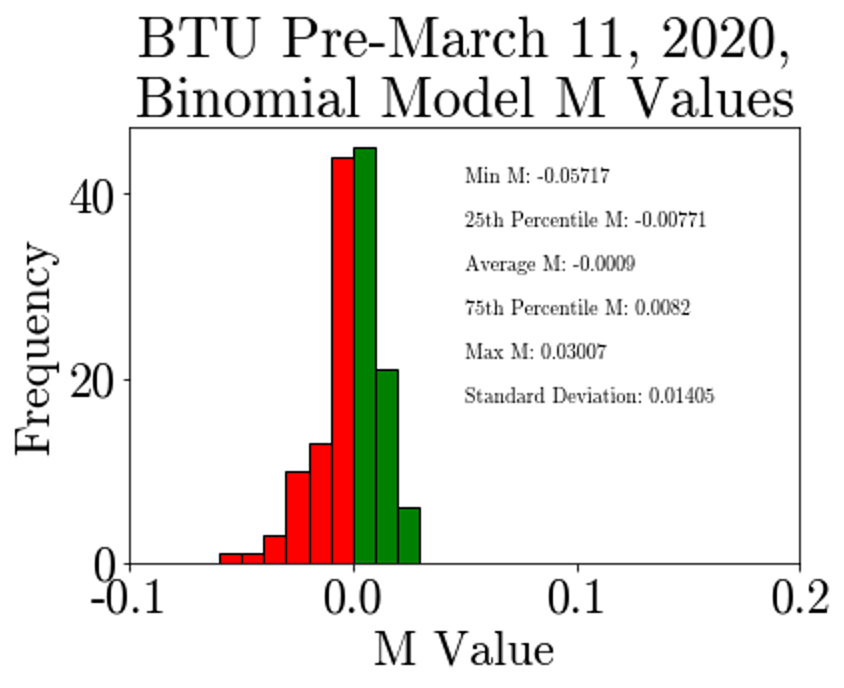 BTU Pre-March 11, 2020,
Binomial Model M Values
Min M: -0.05717
25th Percentile M: -0.00771
Average M: -0.0009
75th Percentile M: 0.0082
Max M: 0.03007
Standard Deviation: 0.01405
Frequency
40
20
0
-0.1 0.0 0.1 0.2
M Value